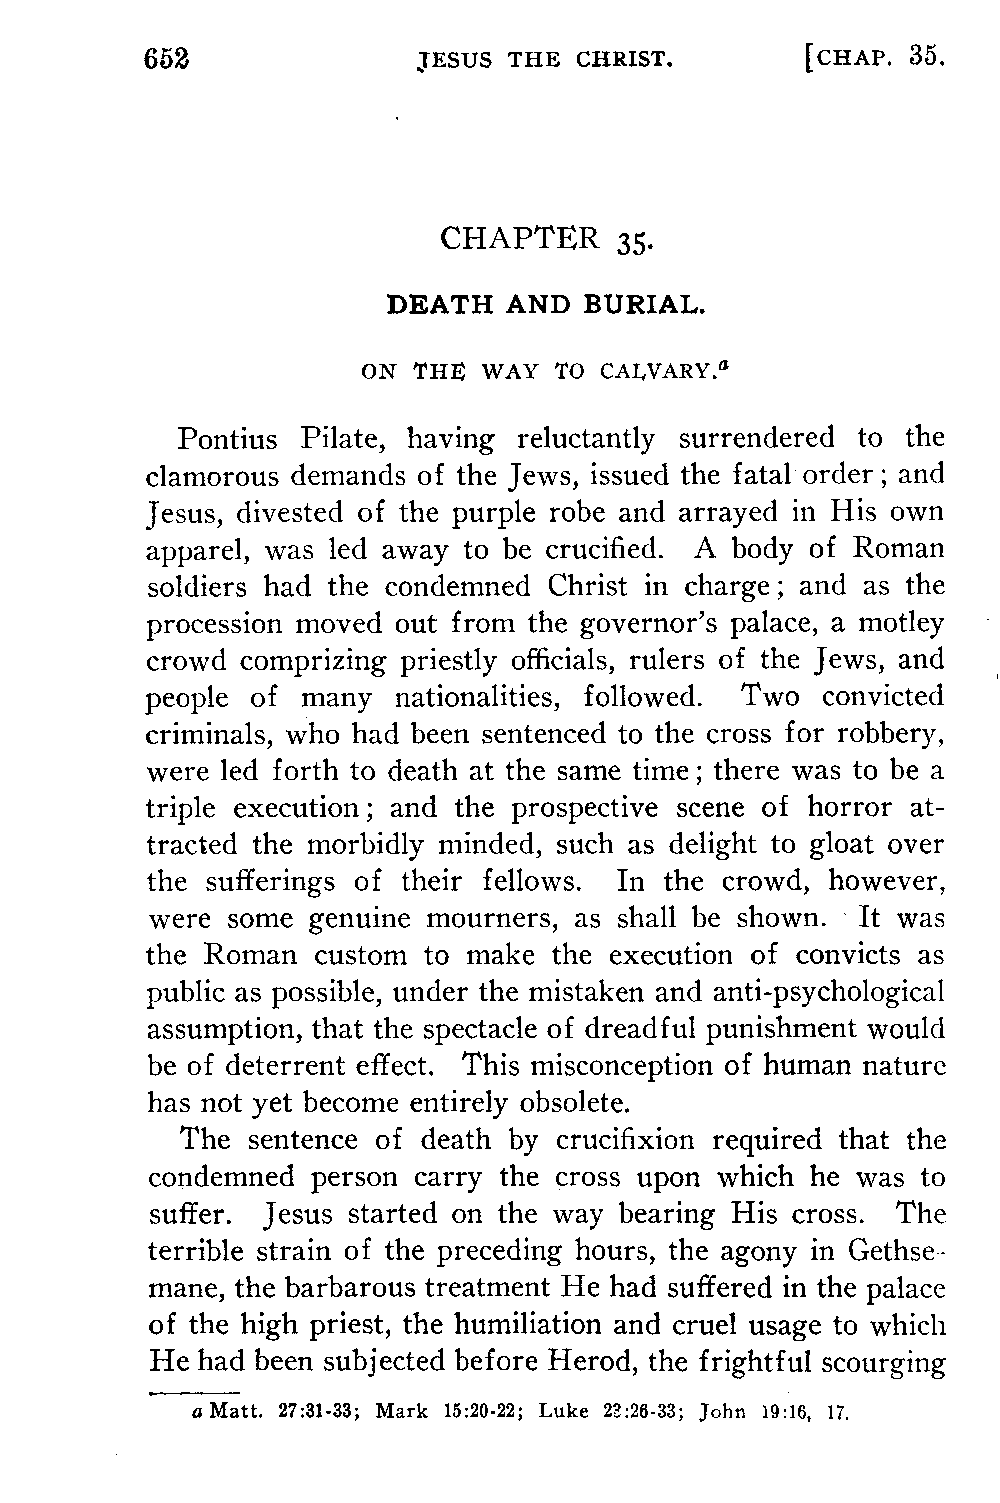 652 JESUS THE CHRIST. [CHAP. 35.
CHAPTER 35.
DEATH AND BURIAL.
ON THE WAY TO CALVARY.a
Pontius Pilate, having reluctantly surrendered to the
clamorous demands of the Jews, issued the fatal order; and
Jesus, divested of the purple robe and arrayed in His own
apparel, was led away to be crucified. A body of Roman
soldiers had the condemned Christ in charge; and as the
procession moved out from the governor's palace, a motley
crowd comprizing priestly officials, rulers of the Jews, and
people of many nationalities, followed. Two convicted
criminals, who had been sentenced to the cross for robbery,
were led forth to death at the same time; there was to be a
triple execution; and the prospective scene of horror at-
tracted the morbidly minded, such as delight to gloat over
the sufferings of their fellows. In the crowd, however,
were some genuine mourners, as shall be shown. It was
the Roman custom to make the execution of convicts as
public as possible, under the mistaken and anti-psychological
assumption, that the spectacle of dreadful punishment would
be of deterrent effect. This misconception of human nature
has not yet become entirely obsolete.
The sentence of death by crucifixion required that the
condemned person carry the cross upon which he was to
suffer. Jesus started on the way bearing His cross. The
terrible strain of the preceding hours, the agony in Gethse-
mane, the barbarous treatment He had suffered in the palace
of the high priest, the humiliation and cruel usage to which
He had been subjected before Herod, the frightful scourging
a Matt. 27:31-33; Mark 15:20-22; Luke 23:26-33; John 19:16, 17.